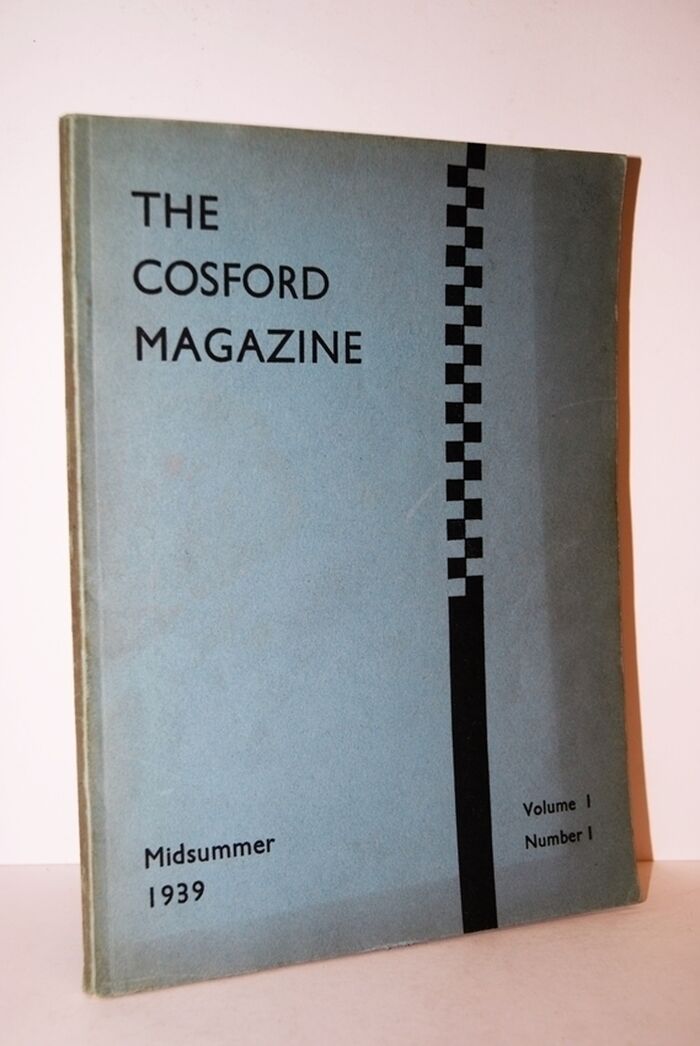 THE
COSFORD
MAGAZINE
Midsummer
1939
Volume 1
Number 1